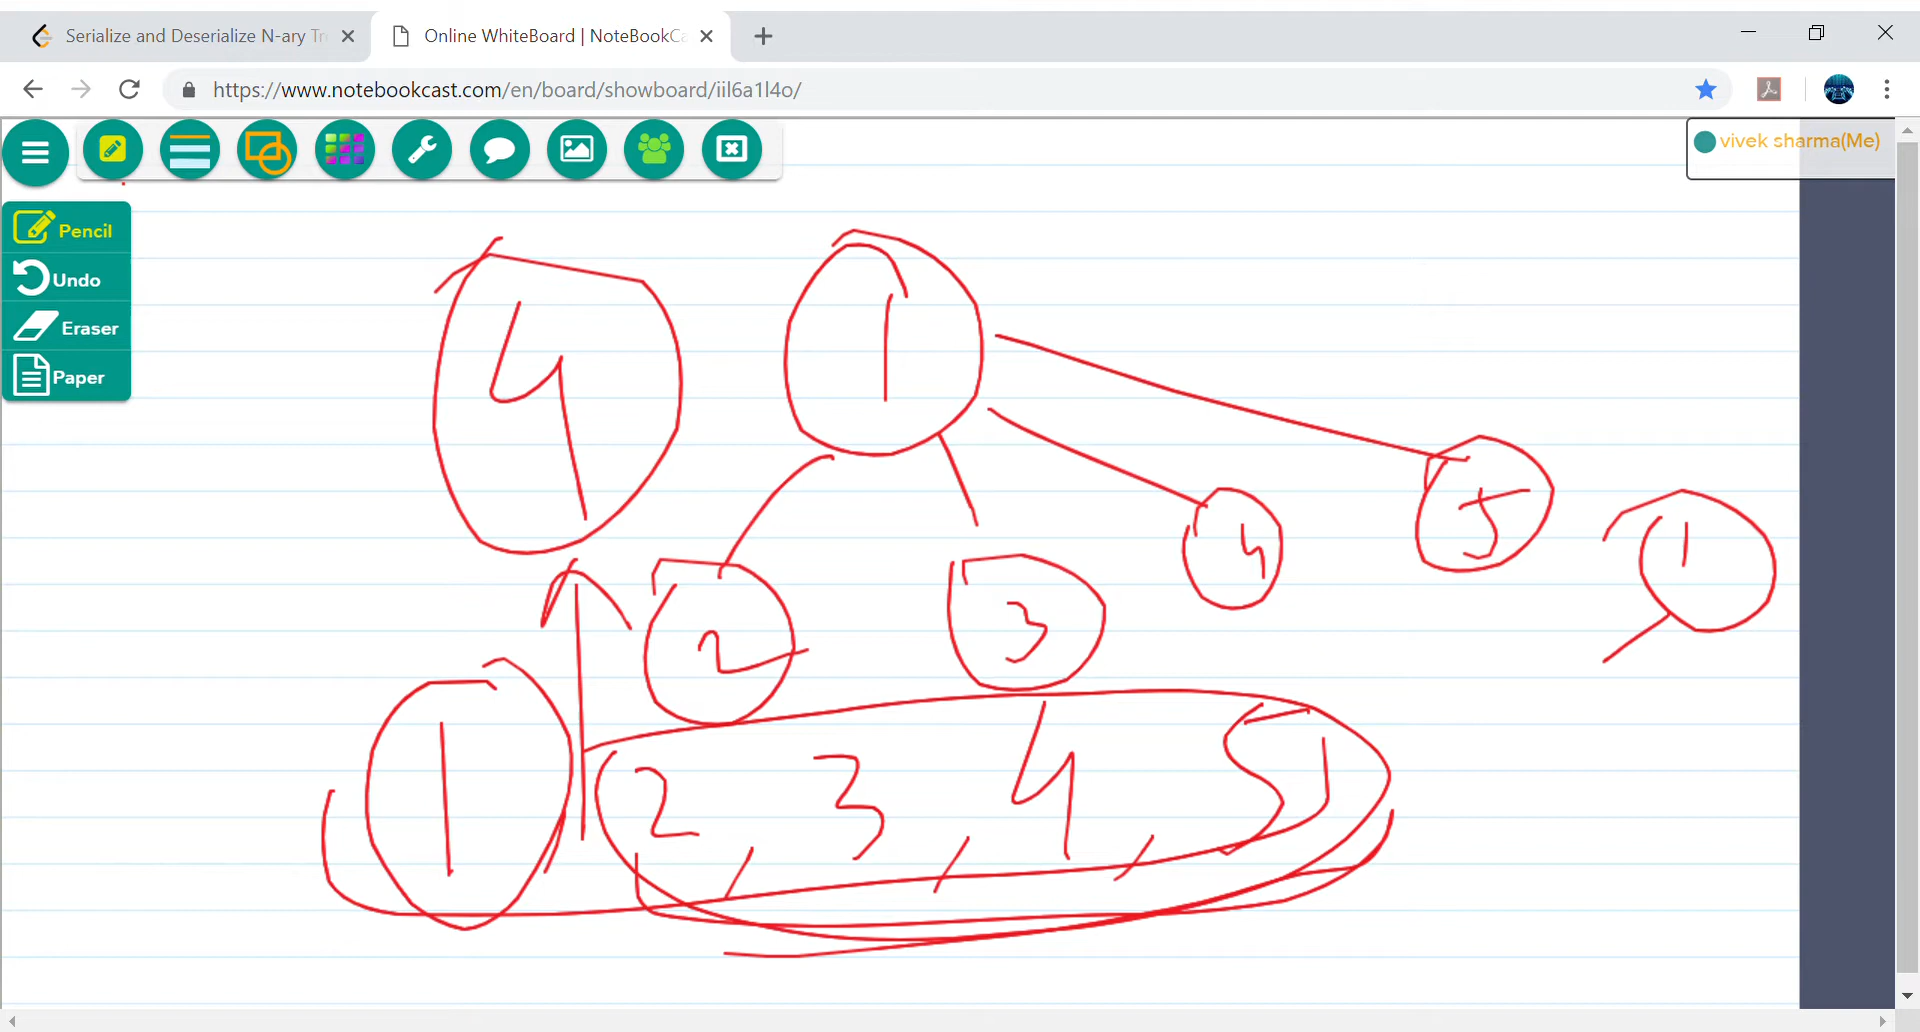 Serialize and Deserialize N-ary Tr
Online WhiteBoard | NoteBookCa
https://www.notebookcast.com/en/board/showboard/iil6a1l4o/
vivek sharma(Me)
Pencil
Undo
Eraser
Paper
4 1
4 5 1
2 3
1 2, 3, 4, 5